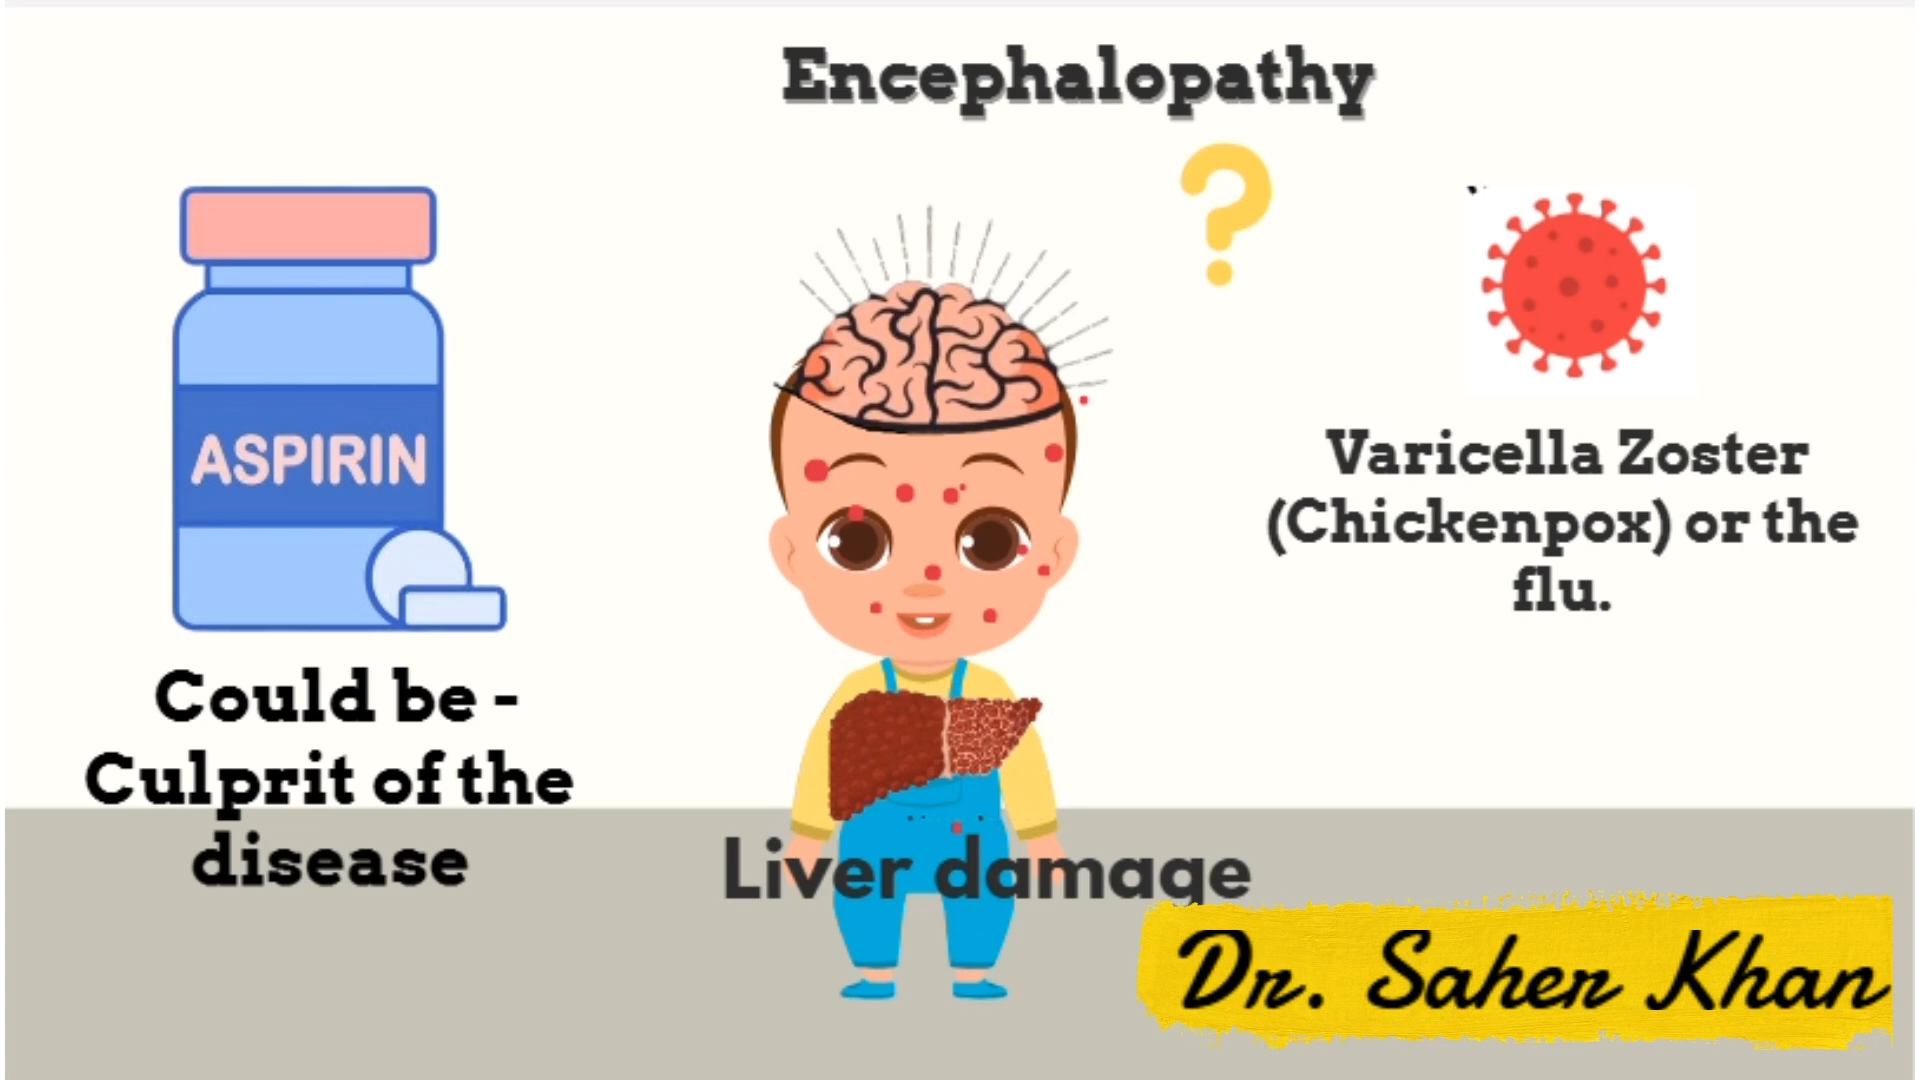 Encephalopathy
?
ASPIRIN
Varicella Zoster
(Chickenpox) or the
flu.
Could be -
Culprit of the
disease
Liver damage
Dr. Saher Khan